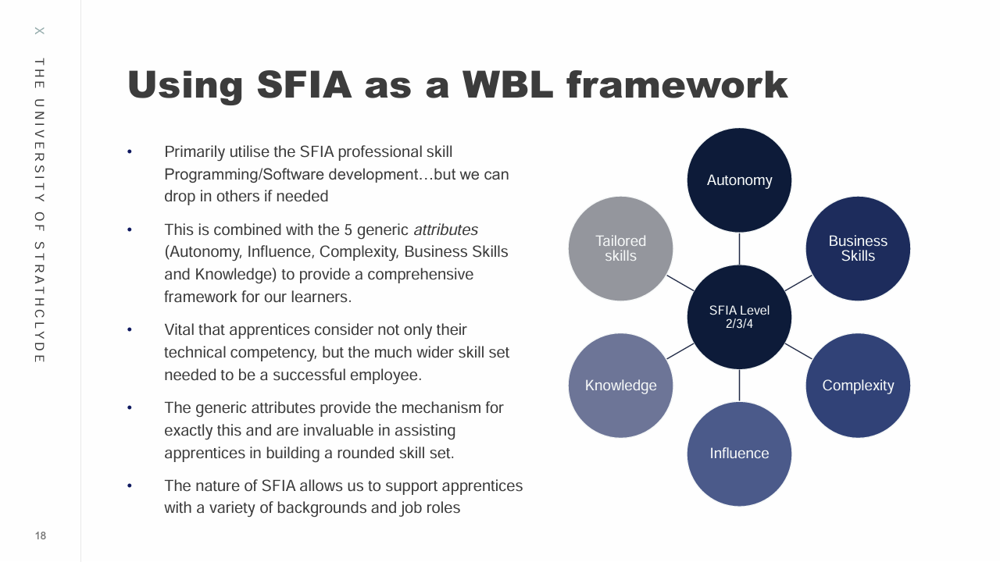 X THE UNIVERSITY OF STRATHCLYDE
Using SFIA as a WBL framework
• Primarily utilise the SFIA professional skill
Programming/Software development…but we can
drop in others if needed
• This is combined with the 5 generic attributes
(Autonomy, Influence, Complexity, Business Skills
and Knowledge) to provide a comprehensive
framework for our learners.
• Vital that apprentices consider not only their
technical competency, but the much wider skill set
needed to be a successful employee.
• The generic attributes provide the mechanism for
exactly this and are invaluable in assisting
apprentices in building a rounded skill set.
• The nature of SFIA allows us to support apprentices
with a variety of backgrounds and job roles
Autonomy
Business
Skills
Complexity
Influence
Knowledge
Tailored
skills
SFIA Level
2/3/4
18